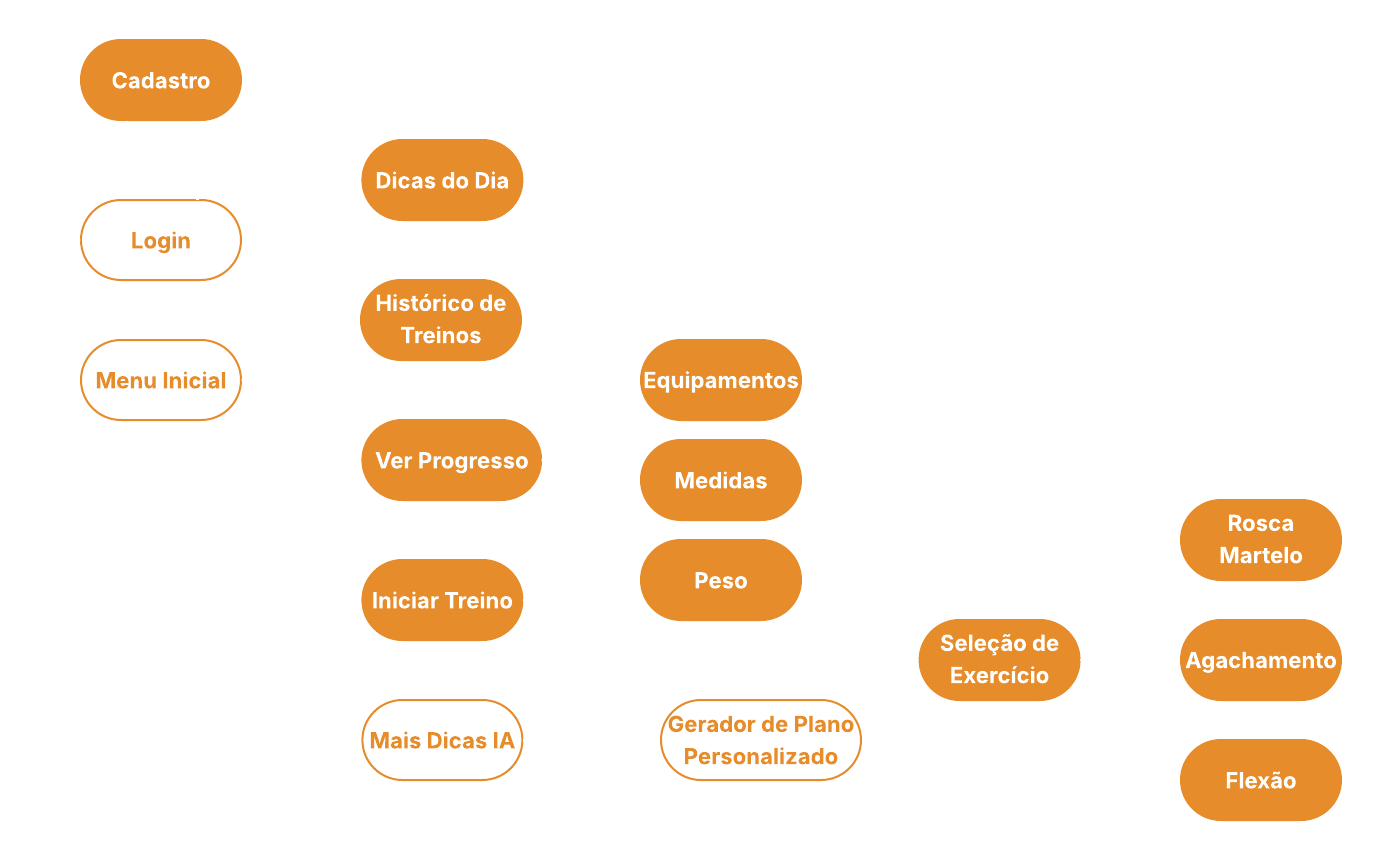 Cadastro
Login
Menu Inicial
Dicas do Dia
Histórico de
Treinos
Ver Progresso
Iniciar Treino
Mais Dicas IA
Equipamentos
Medidas
Peso
Gerador de Plano
Personalizado
Seleção de
Exercício
Rosca
Martelo
Agachamento
Flexão